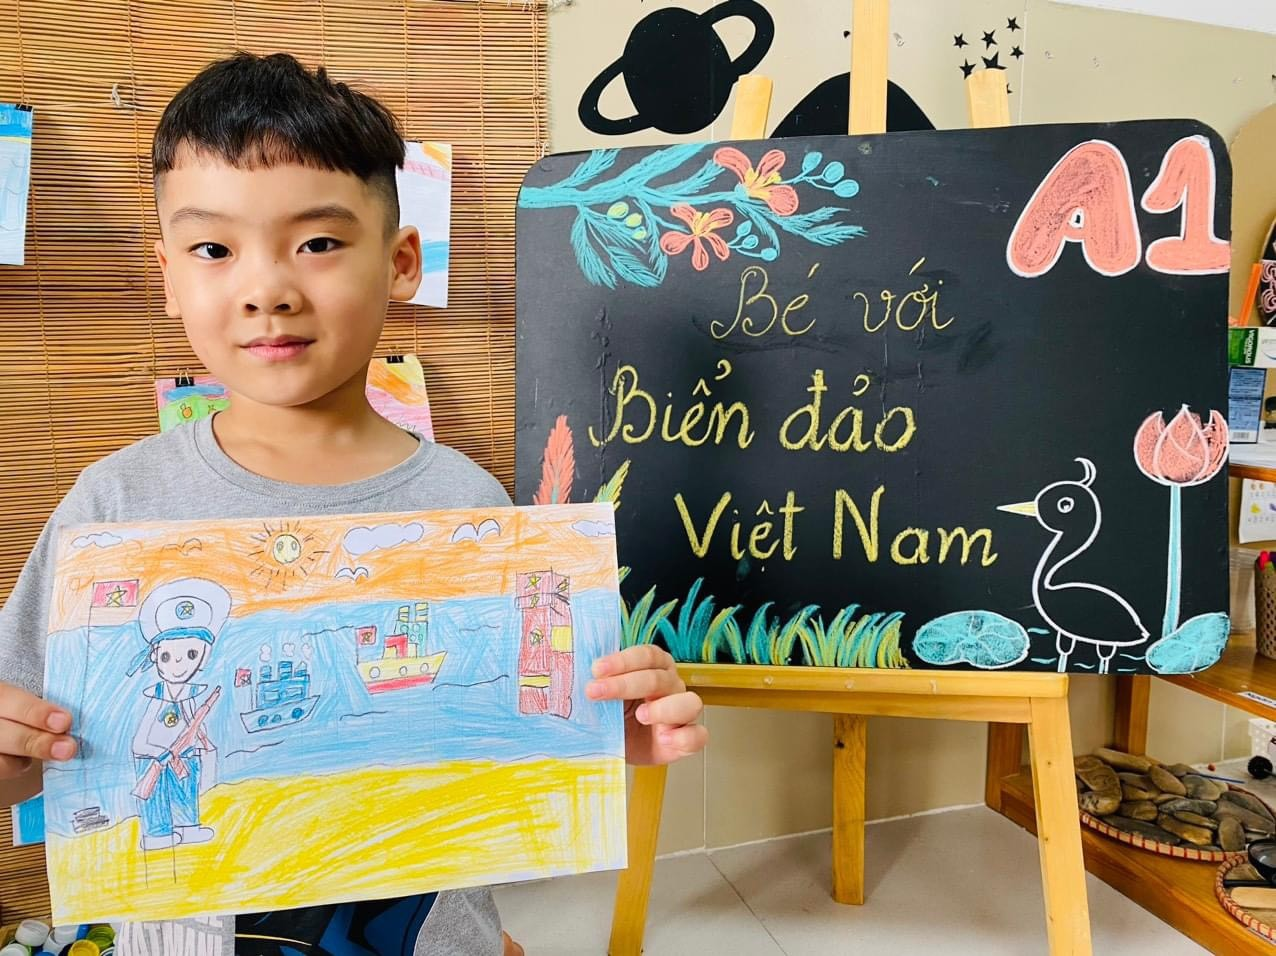 A1
Bé với
Biển đảo
Việt Nam